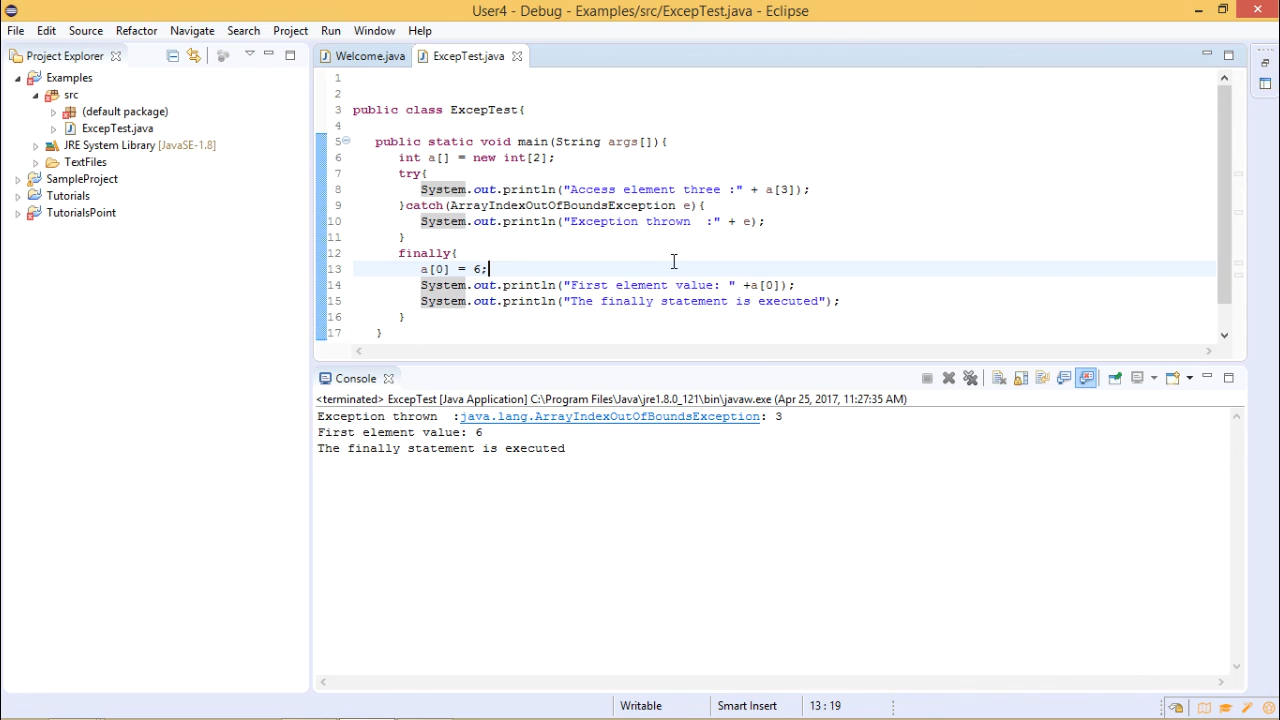 User4 - Debug - Examples/src/ExcepTest.java - Eclipse
File Edit Source Refactor Navigate Search Project Run Window Help
Project Explorer
Examples
src
(default package)
ExcepTest.java
JRE System Library [JavaSE-1.8]
TextFiles
SampleProject
Tutorials
TutorialsPoint
Welcome.java ExcepTest.java
1
2
3 public class ExcepTest{
4
5 public static void main(String args[]){
6 int a[] = new int[2];
7 try{
8 System.out.println("Access element three :" + a[3]);
9 }catch(ArrayIndexOutOfBoundsException e){
10 System.out.println("Exception thrown  :" + e);
11 }
12 finally{
13 a[0] = 6;
14 System.out.println("First element value: " +a[0]);
15 System.out.println("The finally statement is executed");
16 }
17 }
Console
<terminated> ExcepTest [Java Application] C:\Program Files\Java\jre1.8.0_121\bin\javaw.exe (Apr 25, 2017, 11:27:35 AM)
Exception thrown  :java.lang.ArrayIndexOutOfBoundsException: 3
First element value: 6
The finally statement is executed
Writable Smart Insert 13 : 19